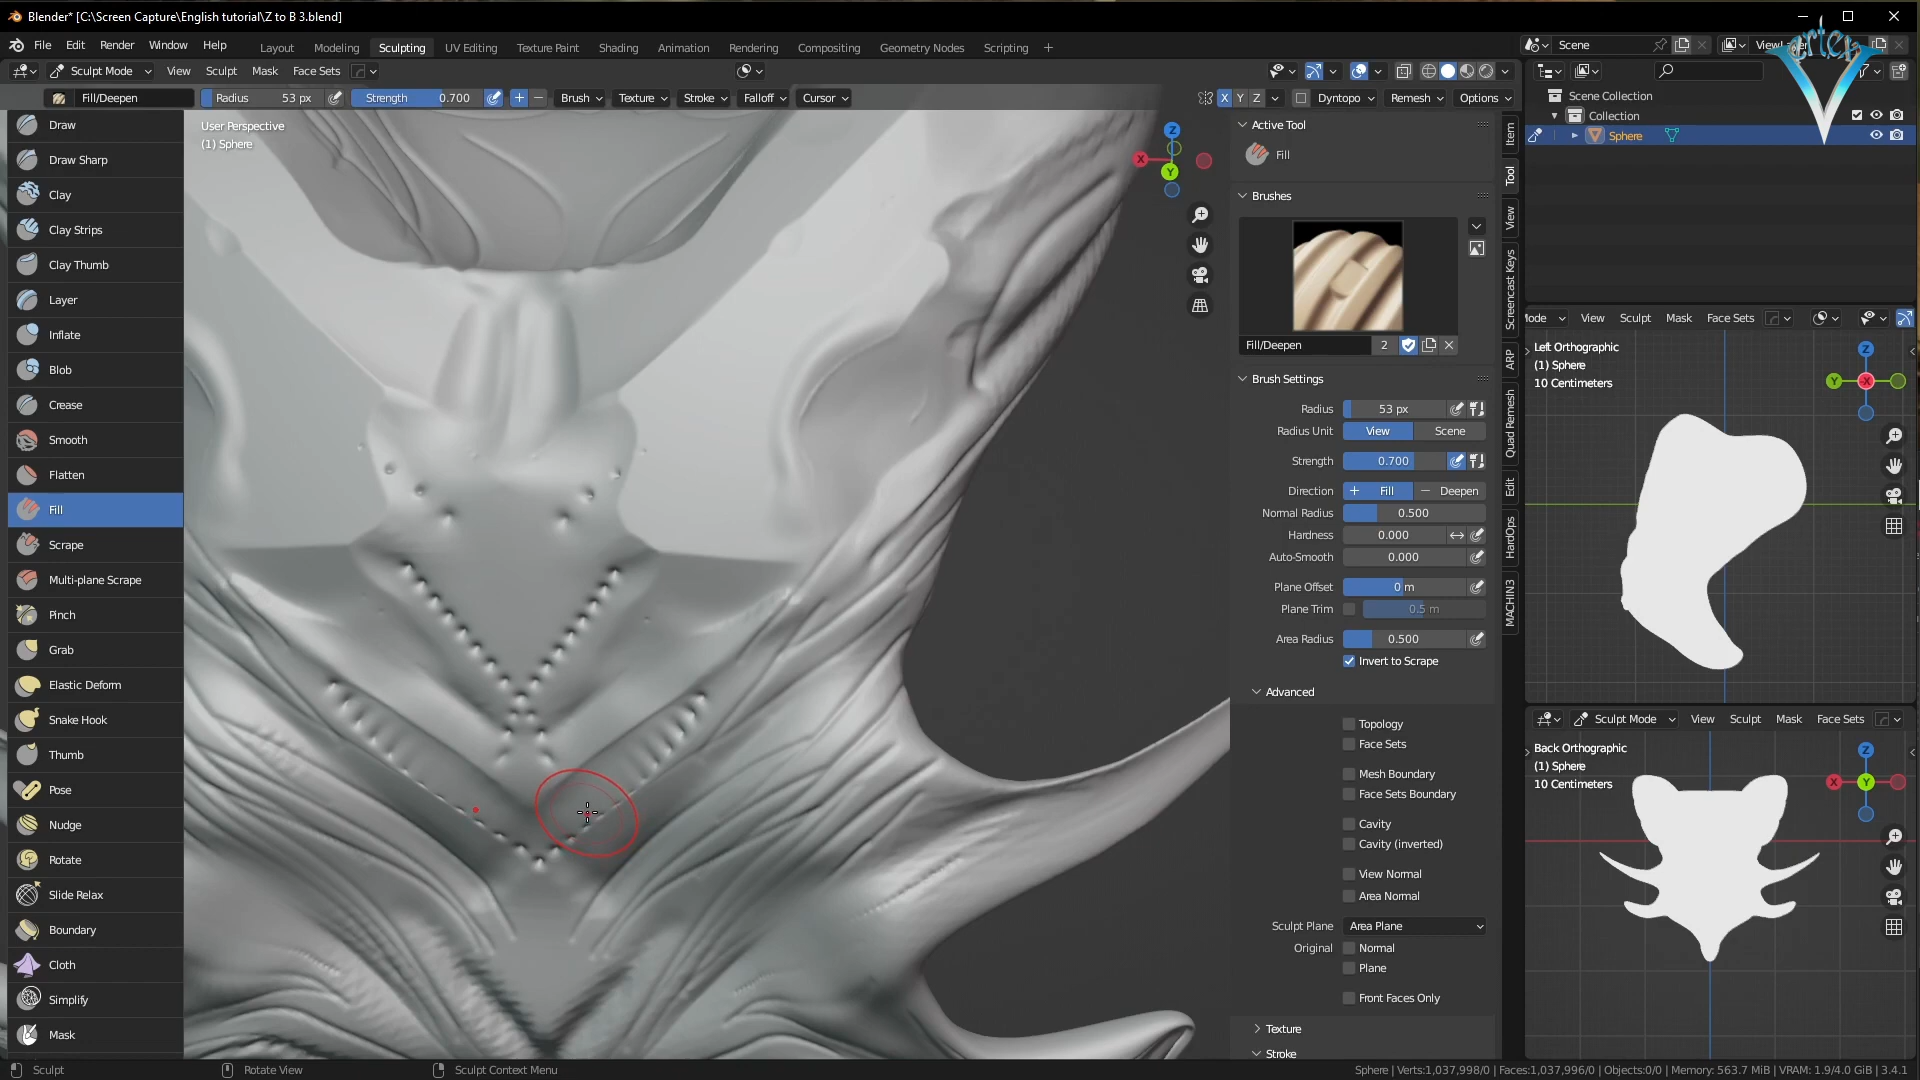 Blender* [C:\Screen Capture\English tutorial\Z to B 3.blend]
File Edit Render Window Help Layout Modeling Sculpting UV Editing Texture Paint Shading Animation Rendering Compositing Geometry Nodes Scripting + Scene
Sculpt Mode View Sculpt Mask Face Sets
Fill/Deepen Radius 53 px Strength 0.700 + − Brush Texture Stroke Falloff Cursor X Y Z Dyntopo Remesh Options
Scene Collection
Collection
Sphere
Draw
Draw Sharp
Clay
Clay Strips
Clay Thumb
Layer
Inflate
Blob
Crease
Smooth
Flatten
Fill
Scrape
Multi-plane Scrape
Pinch
Grab
Elastic Deform
Snake Hook
Thumb
Pose
Nudge
Rotate
Slide Relax
Boundary
Cloth
Simplify
Mask
User Perspective
(1) Sphere
Z
X
Y
Active Tool
Fill
Brushes
Fill/Deepen 2
Brush Settings
Radius 53 px
Radius Unit View Scene
Strength 0.700
Direction + Fill − Deepen
Normal Radius 0.500
Hardness 0.000
Auto-Smooth 0.000
Plane Offset 0 m
Plane Trim 0.5 m
Area Radius 0.500
Invert to Scrape
Advanced
Topology
Face Sets
Mesh Boundary
Face Sets Boundary
Cavity
Cavity (inverted)
View Normal
Area Normal
Sculpt Plane Area Plane
Original Normal
Plane
Front Faces Only
Texture
Stroke
Item
Tool
View
Screencast Keys
ARP
Quad Remesh
Edit
HardOps
MACHIN3
Mode View Sculpt Mask Face Sets
Left Orthographic
(1) Sphere
10 Centimeters
Z
Y X
Sculpt Mode View Sculpt Mask Face Sets
Back Orthographic
(1) Sphere
10 Centimeters
Z
X Y
Sculpt Rotate View Sculpt Context Menu Sphere | Verts:1,037,998/0 | Faces:1,037,996/0 | Objects:0/0 | Memory: 563.7 MiB | VRAM: 1.9/4.0 GiB | 3.4.1